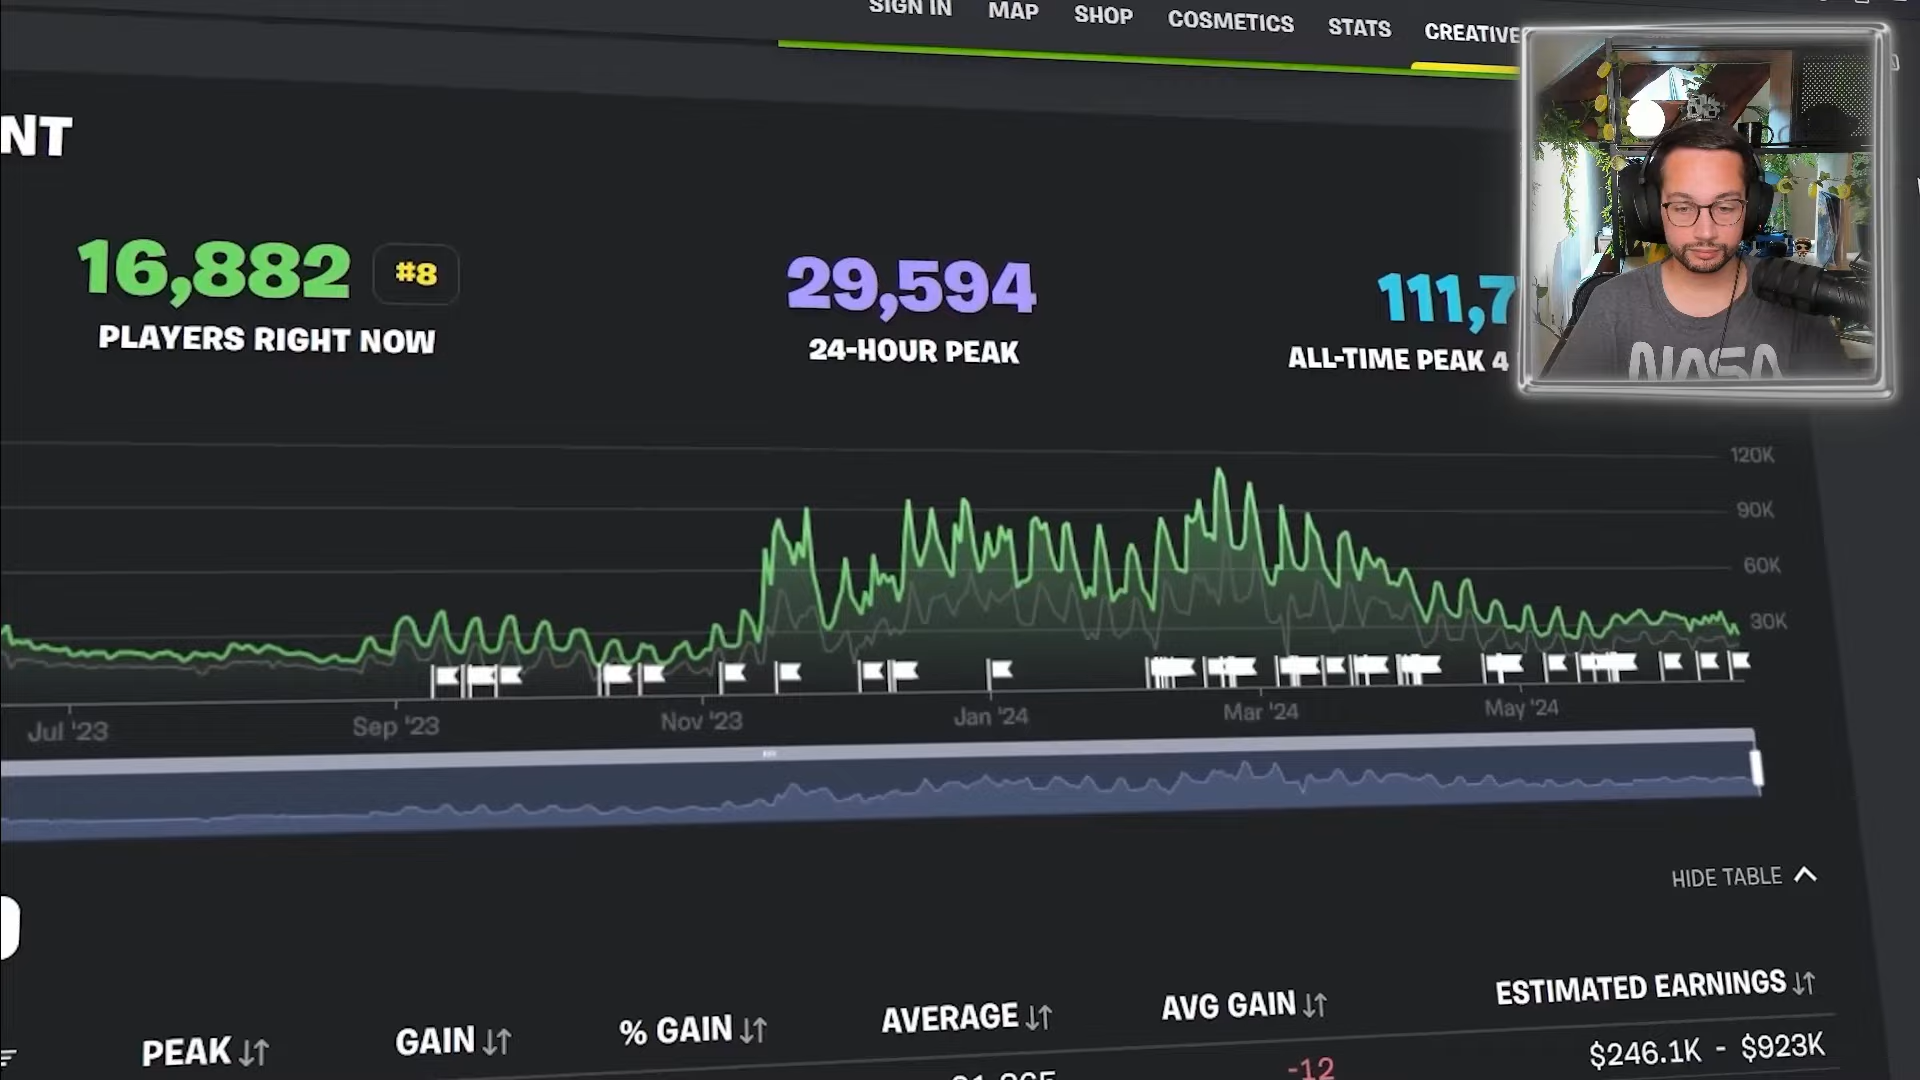 SIGN IN MAP SHOP COSMETICS STATS CREATIVE
NT
16,882 #8
PLAYERS RIGHT NOW
29,594
24-HOUR PEAK
111,7
ALL-TIME PEAK 4
NASA
120K
90K
60K
30K
Jul '23 Sep '23 Nov '23 Jan '24 Mar '24 May '24
HIDE TABLE
PEAK GAIN % GAIN AVERAGE AVG GAIN ESTIMATED EARNINGS
-12 $246.1K - $923K